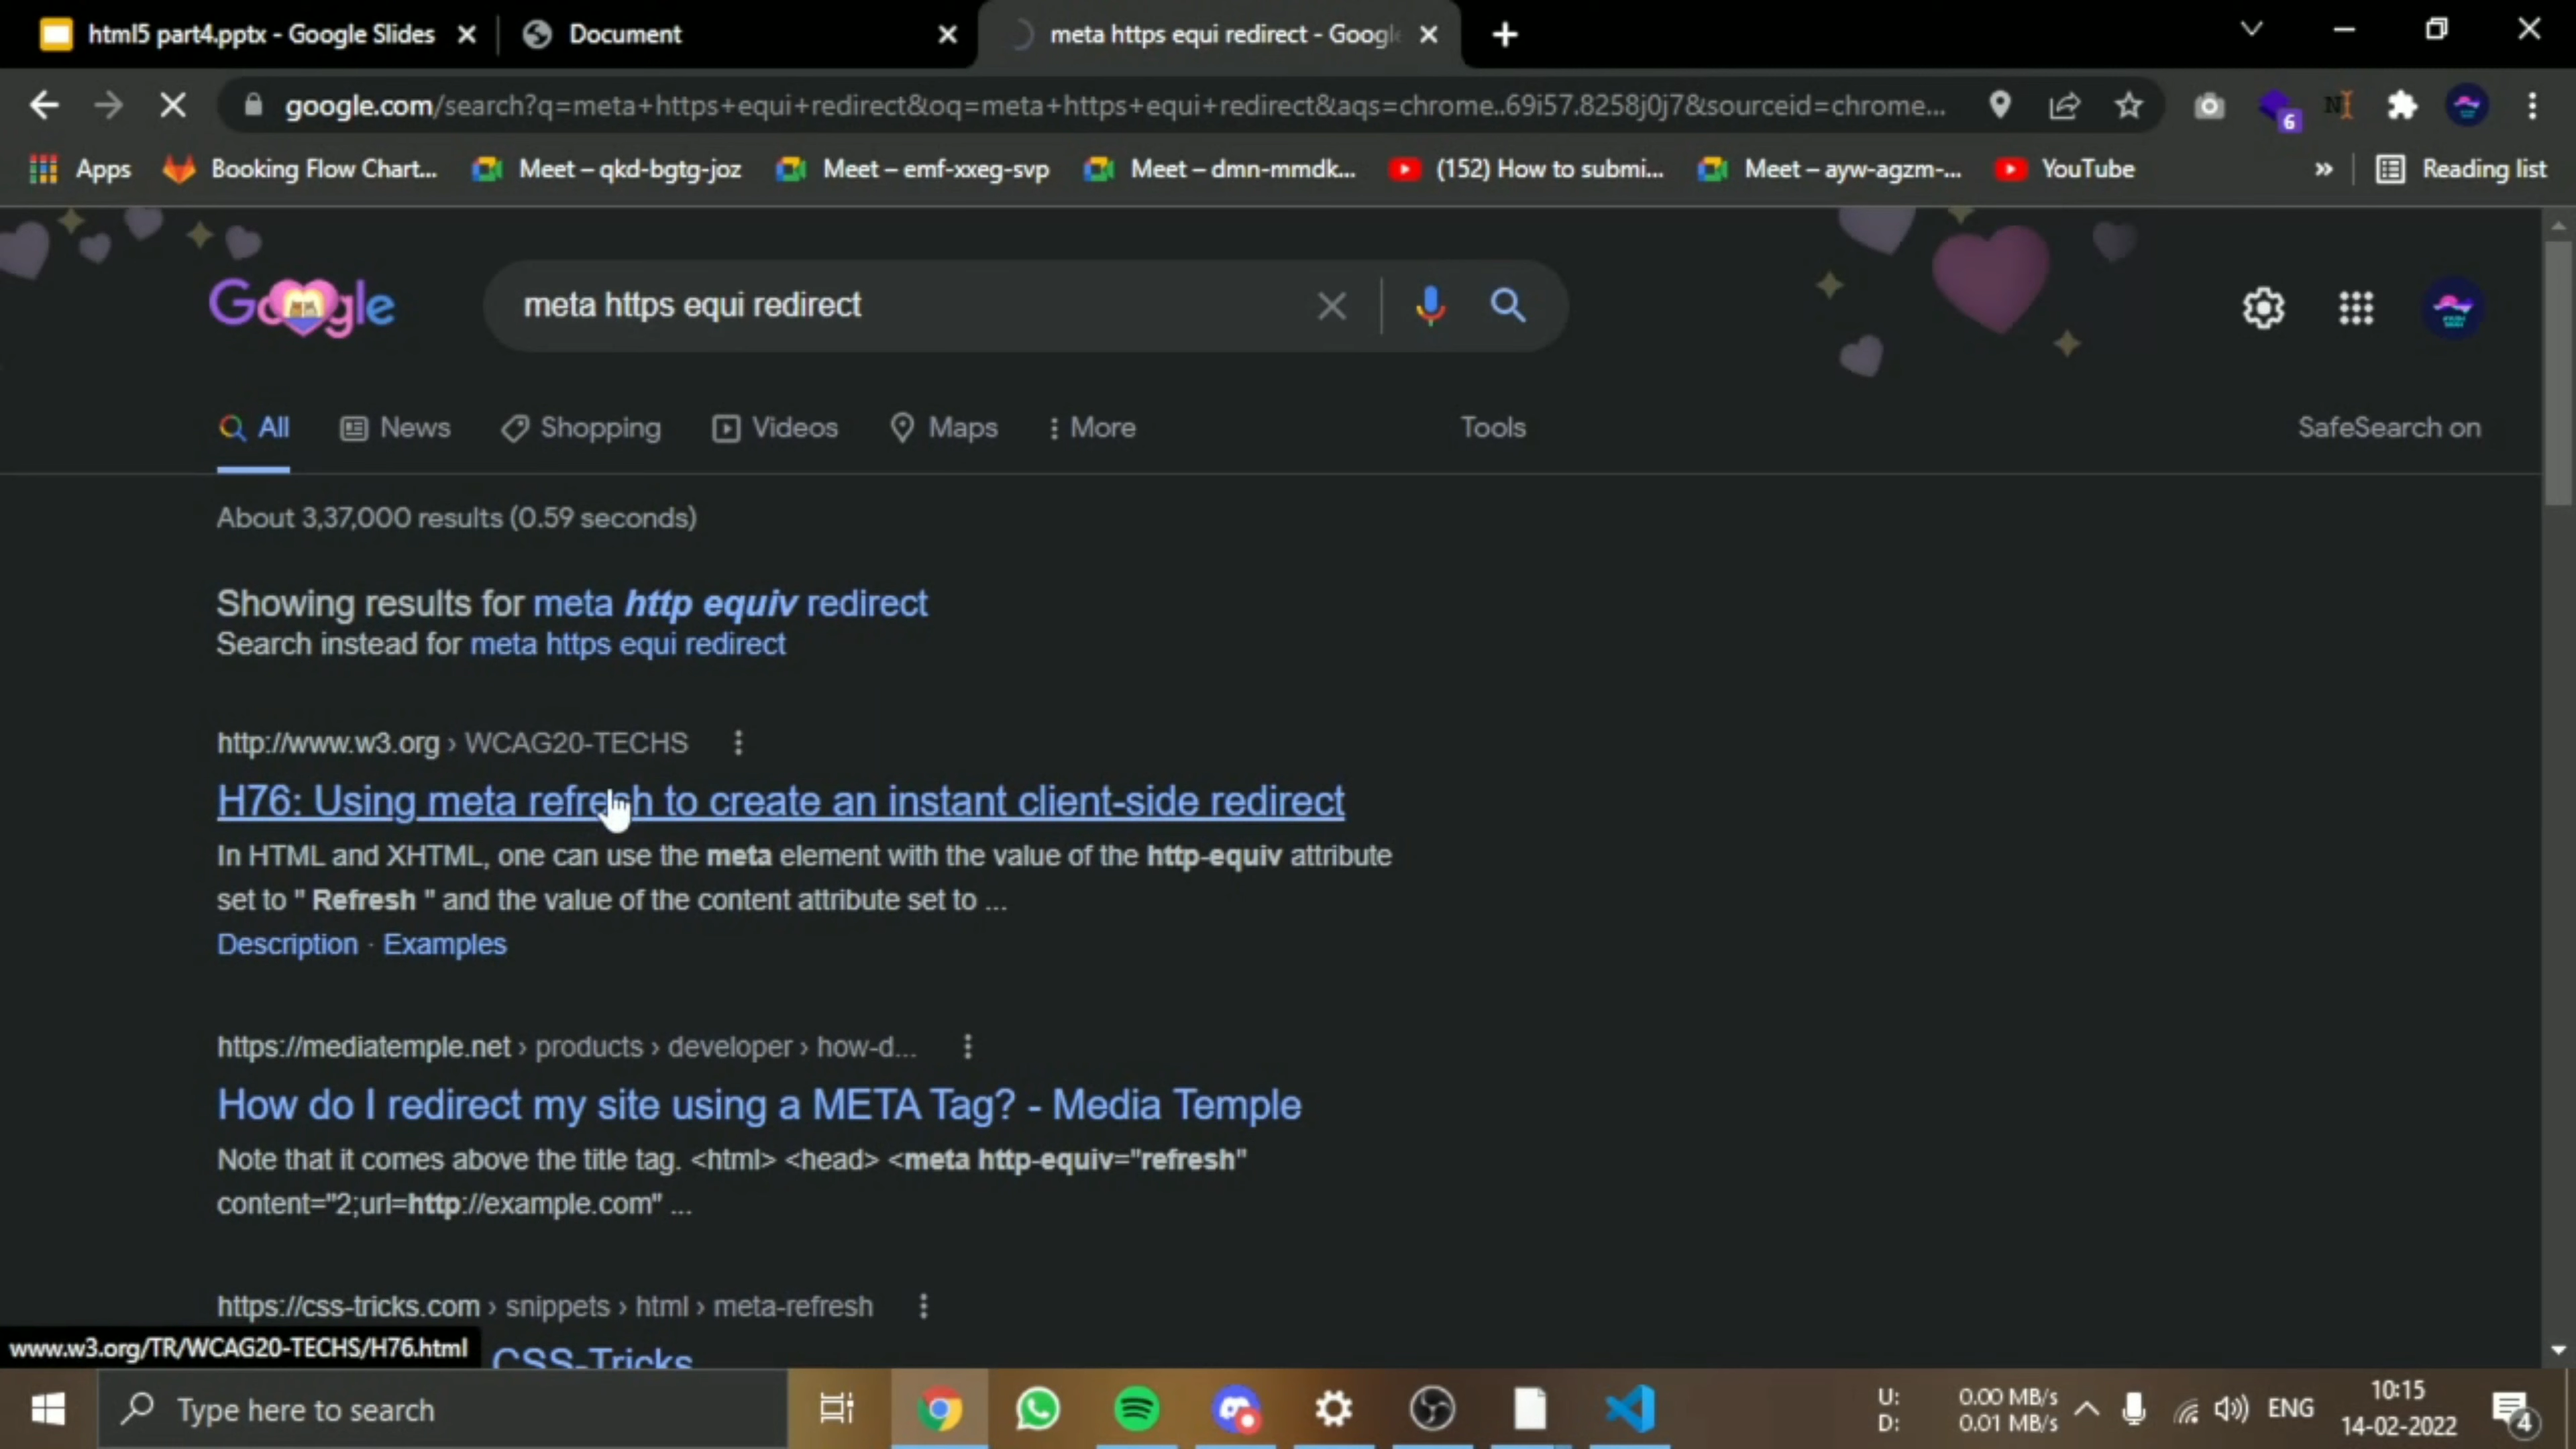 html5 part4.pptx - Google Slides
Document
meta https equi redirect - Googl
google.com/search?q=meta+https+equi+redirect&oq=meta+https+equi+redirect&aqs=chrome..69i57.8258j0j7&sourceid=chrome...
6
Apps
Booking Flow Chart...
Meet – qkd-bgtg-joz
Meet – emf-xxeg-svp
Meet – dmn-mmdk...
(152) How to submi...
Meet – ayw-agzm-...
YouTube
»
Reading list
Google
meta https equi redirect
All
News
Shopping
Videos
Maps
More
Tools
SafeSearch on
About 3,37,000 results (0.59 seconds)
Showing results for meta http equiv redirect
Search instead for meta https equi redirect
http://www.w3.org › WCAG20-TECHS
H76: Using meta refresh to create an instant client-side redirect
In HTML and XHTML, one can use the meta element with the value of the http-equiv attribute
set to " Refresh " and the value of the content attribute set to ...
Description · Examples
https://mediatemple.net › products › developer › how-d...
How do I redirect my site using a META Tag? - Media Temple
Note that it comes above the title tag. <html> <head> <meta http-equiv="refresh"
content="2;url=http://example.com" ...
https://css-tricks.com › snippets › html › meta-refresh
CSS-Tricks
www.w3.org/TR/WCAG20-TECHS/H76.html
Type here to search
U: 0.00 MB/s
D: 0.01 MB/s
ENG
10:15
14-02-2022
4